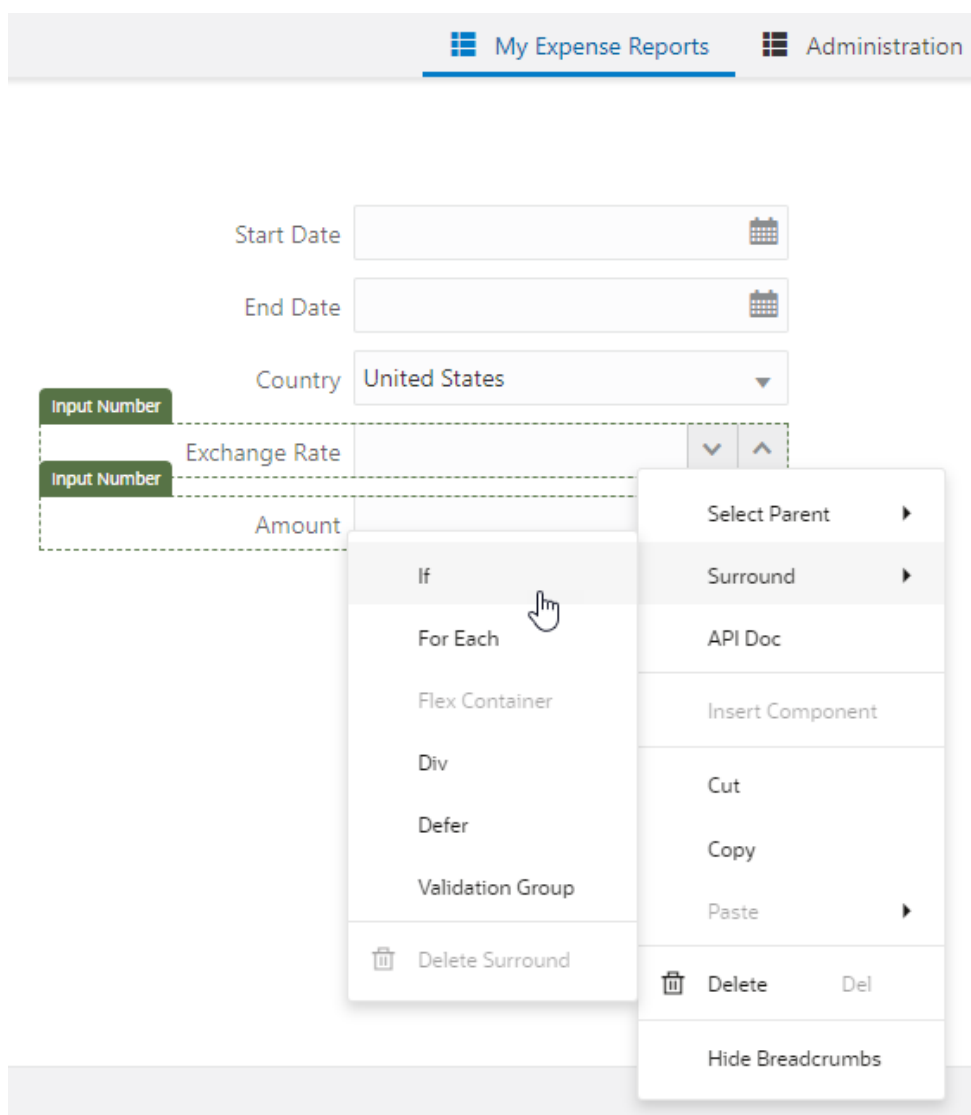 My Expense Reports Administration
Start Date
End Date
Country United States
Input Number
Exchange Rate
Input Number
Amount
Select Parent
Surround
API Doc
Insert Component
Cut
Copy
Paste
Delete Del
Hide Breadcrumbs
If
For Each
Flex Container
Div
Defer
Validation Group
Delete Surround